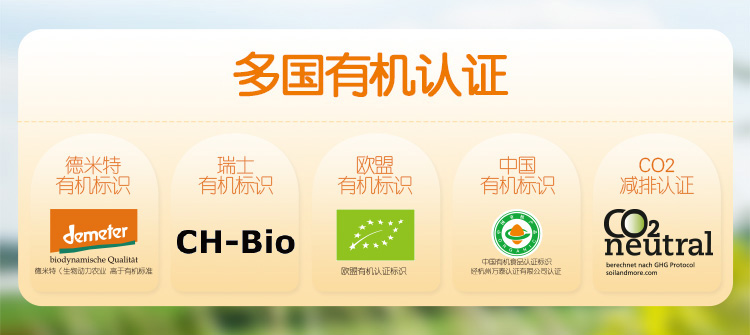 多国有机认证
德米特
有机标识
demeter
biodynamische Qualität
德米特（生物动力农业 高于有机标准
瑞士
有机标识
CH-Bio
欧盟
有机标识
欧盟有机认证标识
中国
有机标识
ORGANIC
中国有机食品认证标识
经杭州万泰认证有限公司认证
CO2
减排认证
CO2
neutral
berechnet nach GHG Protocol
soilandmore.com